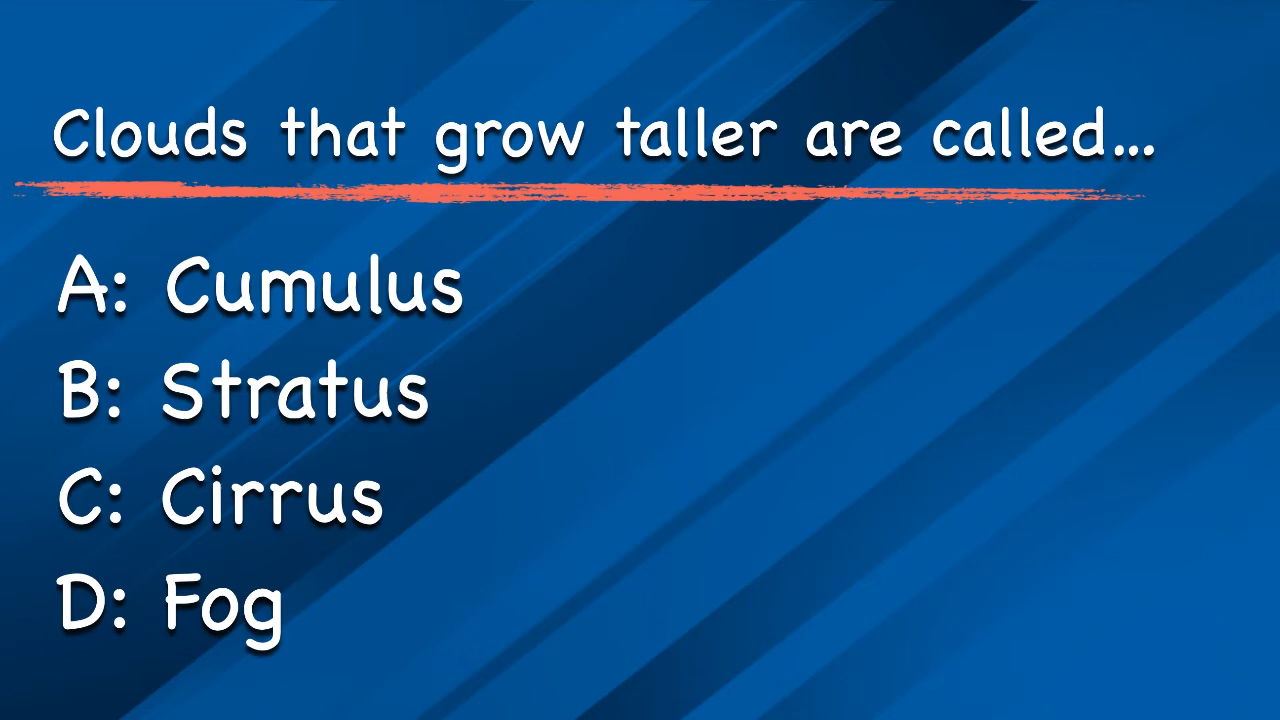 Clouds that grow taller are called...
A: Cumulus
B: Stratus
C: Cirrus
D: Fog